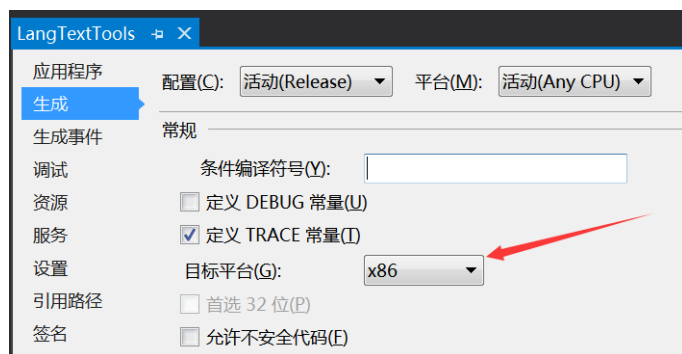 LangTextTools
应用程序
生成
生成事件
调试
资源
服务
设置
引用路径
签名
配置(C): 活动(Release) 平台(M): 活动(Any CPU)
常规
条件编译符号(Y):
定义 DEBUG 常量(U)
定义 TRACE 常量(T)
目标平台(G): x86
首选 32 位(P)
允许不安全代码(F)